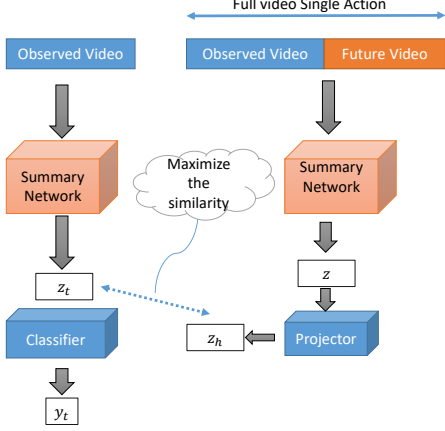 Full video Single Action
Observed Video
Observed Video
Future Video
Summary
Network
Maximize
the
similarity
Summary
Network
z_t
z
Classifier
z_h
Projector
y_t